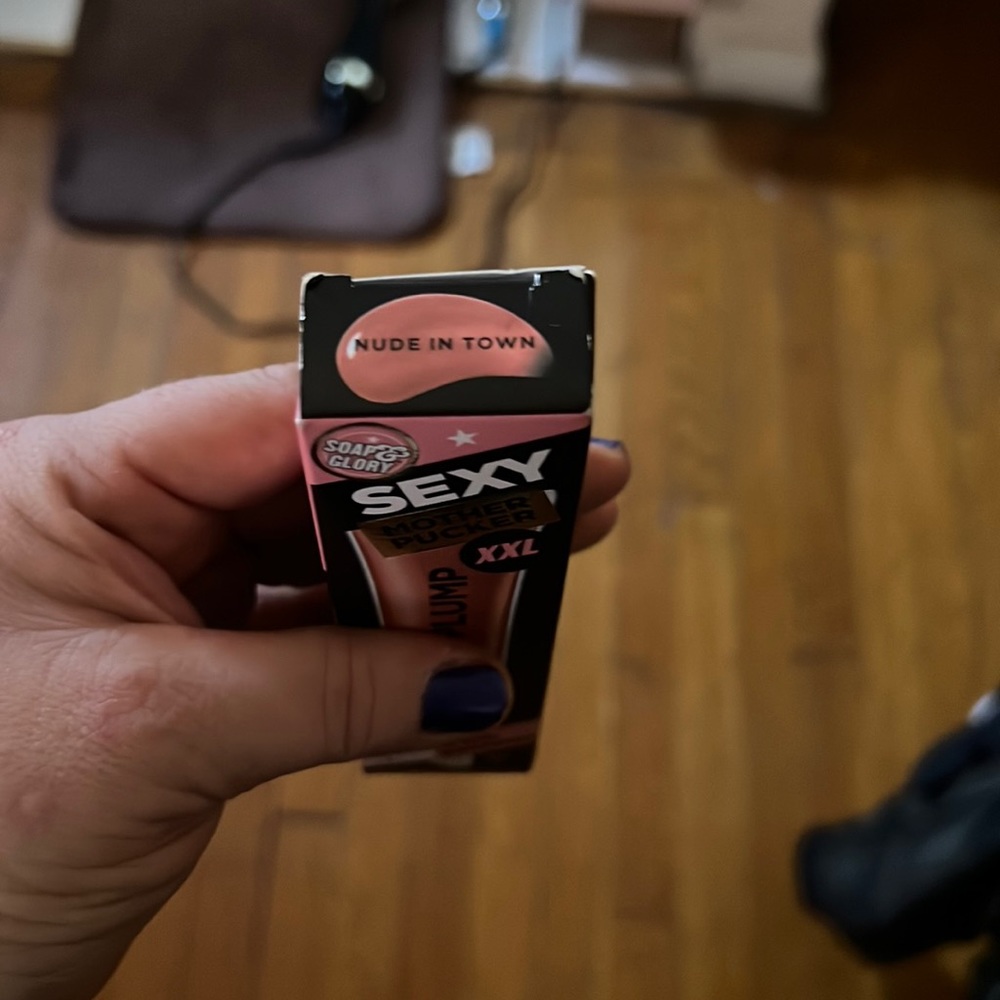 NUDE IN TOWN
SOAP &
GLORY
SEXY
MOTHER
PUCKER
XXL
PLUMP